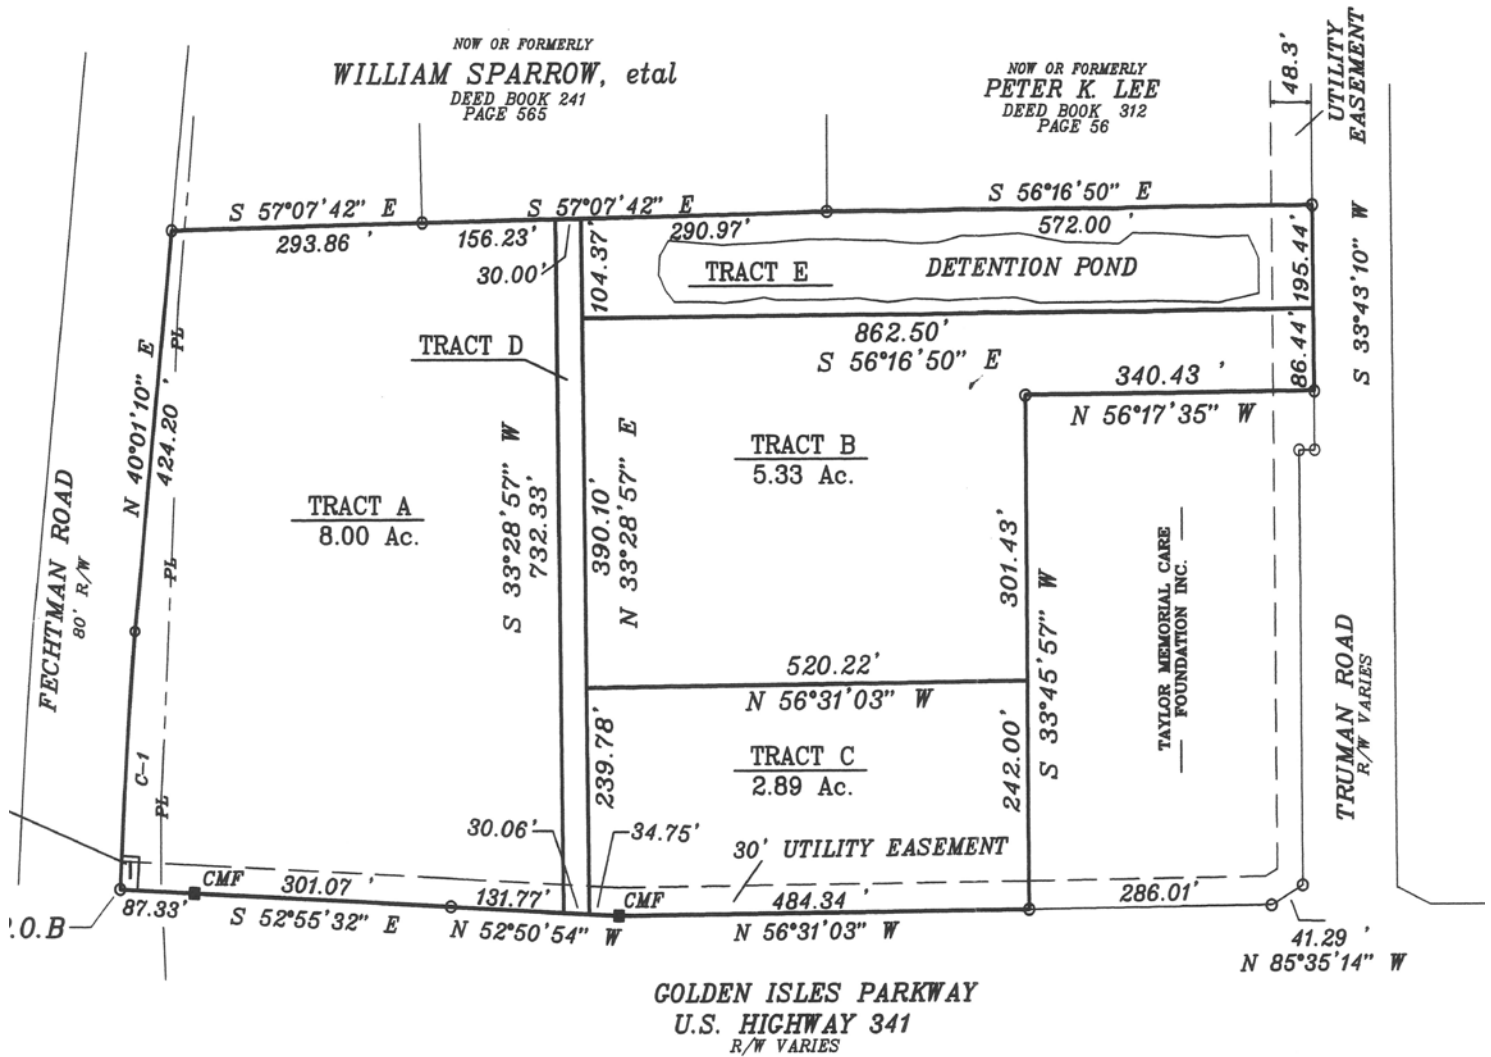 NOW OR FORMERLY
WILLIAM SPARROW, etal
DEED BOOK 241
PAGE 565
NOW OR FORMERLY
PETER K. LEE
DEED BOOK 312
PAGE 56
48.3'
UTILITY
EASEMENT
S 57°07'42" E
293.86 '
S 57°07'42" E
156.23'
290.97'
30.00'
S 56°16'50" E
572.00 '
104.37'
TRACT E
DETENTION POND
195.44'
S 33°43'10" W
862.50'
S 56°16'50" E
86.44'
340.43 '
N 56°17'35" W
TRACT D
N 40°01'10" E
424.20 '
PL
PL
PL
C-1
FECHTMAN ROAD
80' R/W
TRACT A
8.00 Ac.
S 33°28'57" W
732.33'
390.10'
N 33°28'57" E
TRACT B
5.33 Ac.
301.43'
S 33°45'57" W
TAYLOR MEMORIAL CARE
FOUNDATION INC.
TRUMAN ROAD
R/W VARIES
520.22'
N 56°31'03" W
239.78'
TRACT C
2.89 Ac.
242.00'
30.06'
34.75'
30' UTILITY EASEMENT
CMF
301.07 '
131.77'
CMF
484.34'
286.01'
87.33'
S 52°55'32" E
N 52°50'54" W
N 56°31'03" W
.O.B
41.29 '
N 85°35'14" W
GOLDEN ISLES PARKWAY
U.S. HIGHWAY 341
R/W VARIES